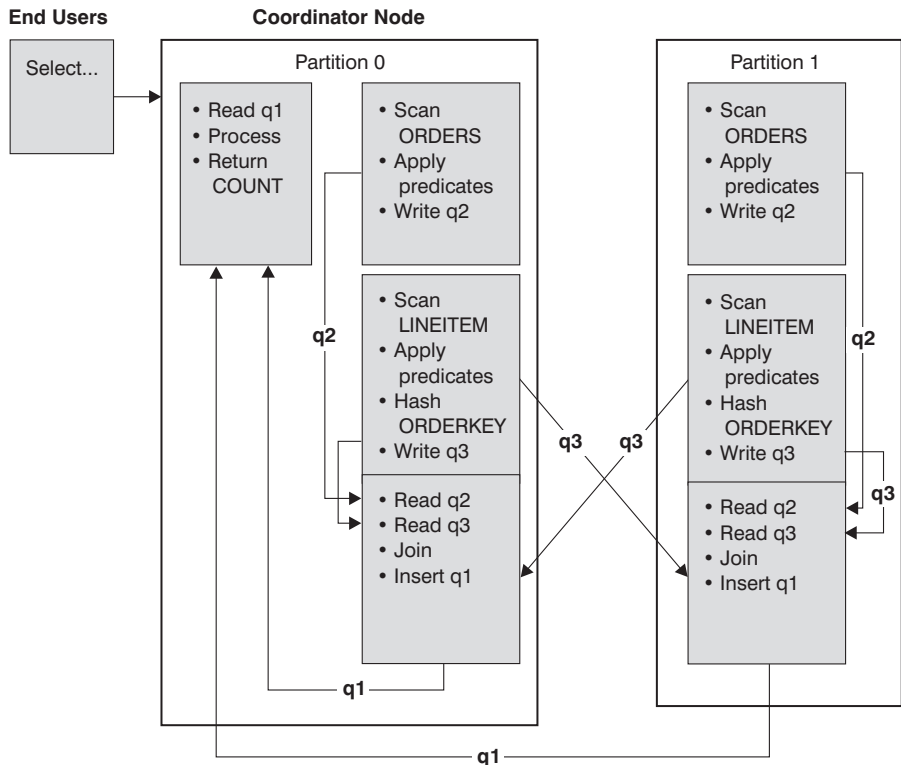 End Users
Coordinator Node
Partition 0
Partition 1
Select...
• Read q1
• Process
• Return
COUNT
• Scan
ORDERS
• Apply
predicates
• Write q2
• Scan
ORDERS
• Apply
predicates
• Write q2
q2
• Scan
LINEITEM
• Apply
predicates
• Hash
ORDERKEY
• Write q3
q3
q3
• Scan
LINEITEM
• Apply
predicates
• Hash
ORDERKEY
• Write q3
q2
q3
• Read q2
• Read q3
• Join
• Insert q1
• Read q2
• Read q3
• Join
• Insert q1
q1
q1